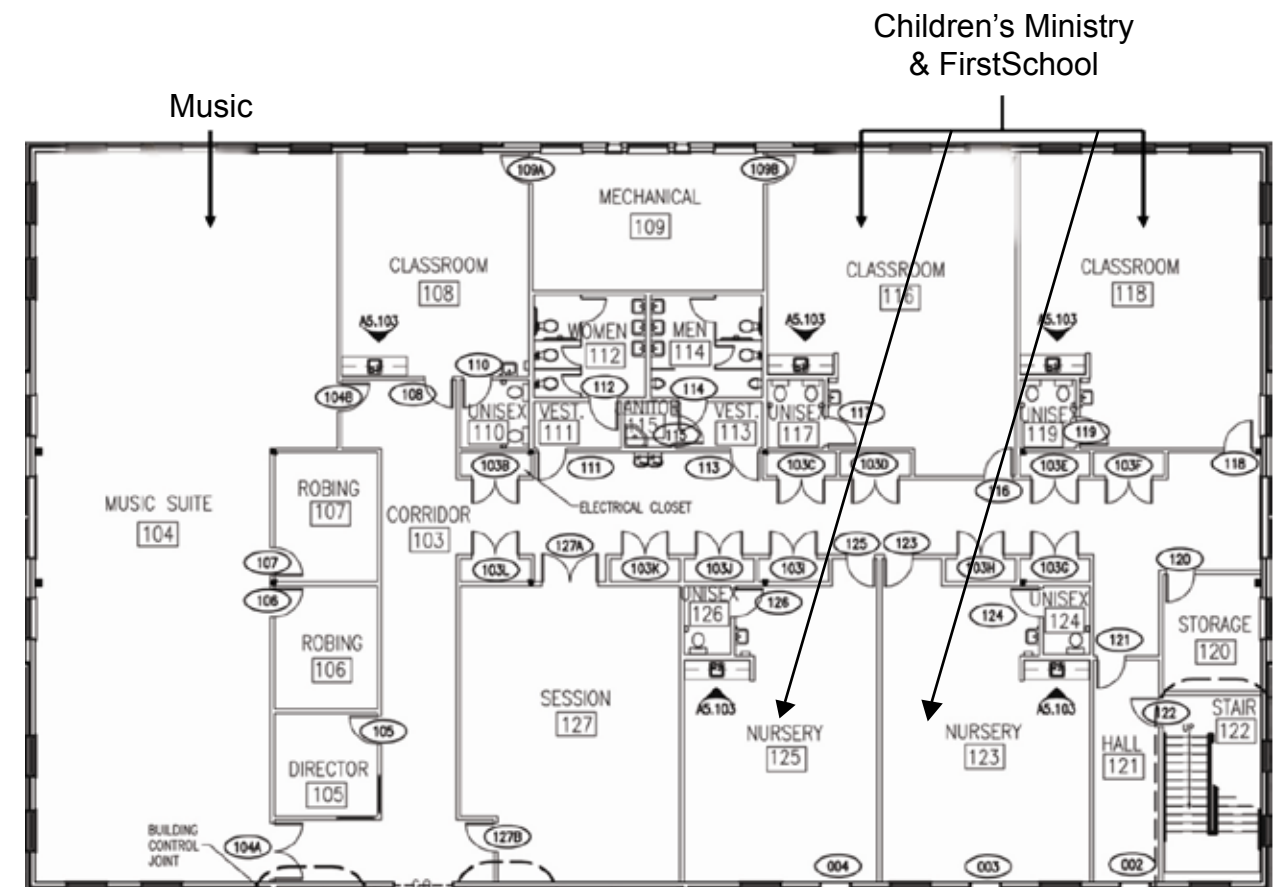 Children’s Ministry
& FirstSchool
Music
109A
109B
MECHANICAL
109
CLASSROOM
108
CLASSROOM
116
CLASSROOM
118
A5.103
A5.103
A5.103
WOMEN
112
MEN
114
110
112
114
104B
108
UNISEX
110
VEST.
111
JANITOR
115
115
VEST.
113
UNISEX
117
117
UNISEX
119
119
103B
111
113
103C
103D
116
103E
103F
118
ELECTRICAL CLOSET
ROBING
107
CORRIDOR
103
MUSIC SUITE
104
107
106
127A
125
123
120
103L
103K
103J
103I
103H
103G
UNISEX
126
126
124
UNISEX
124
121
STORAGE
120
ROBING
106
SESSION
127
A5.103
A5.103
NURSERY
125
NURSERY
123
122
STAIR
122
UP
HALL
121
105
DIRECTOR
105
BUILDING
CONTROL
JOINT
104A
127B
004
003
002